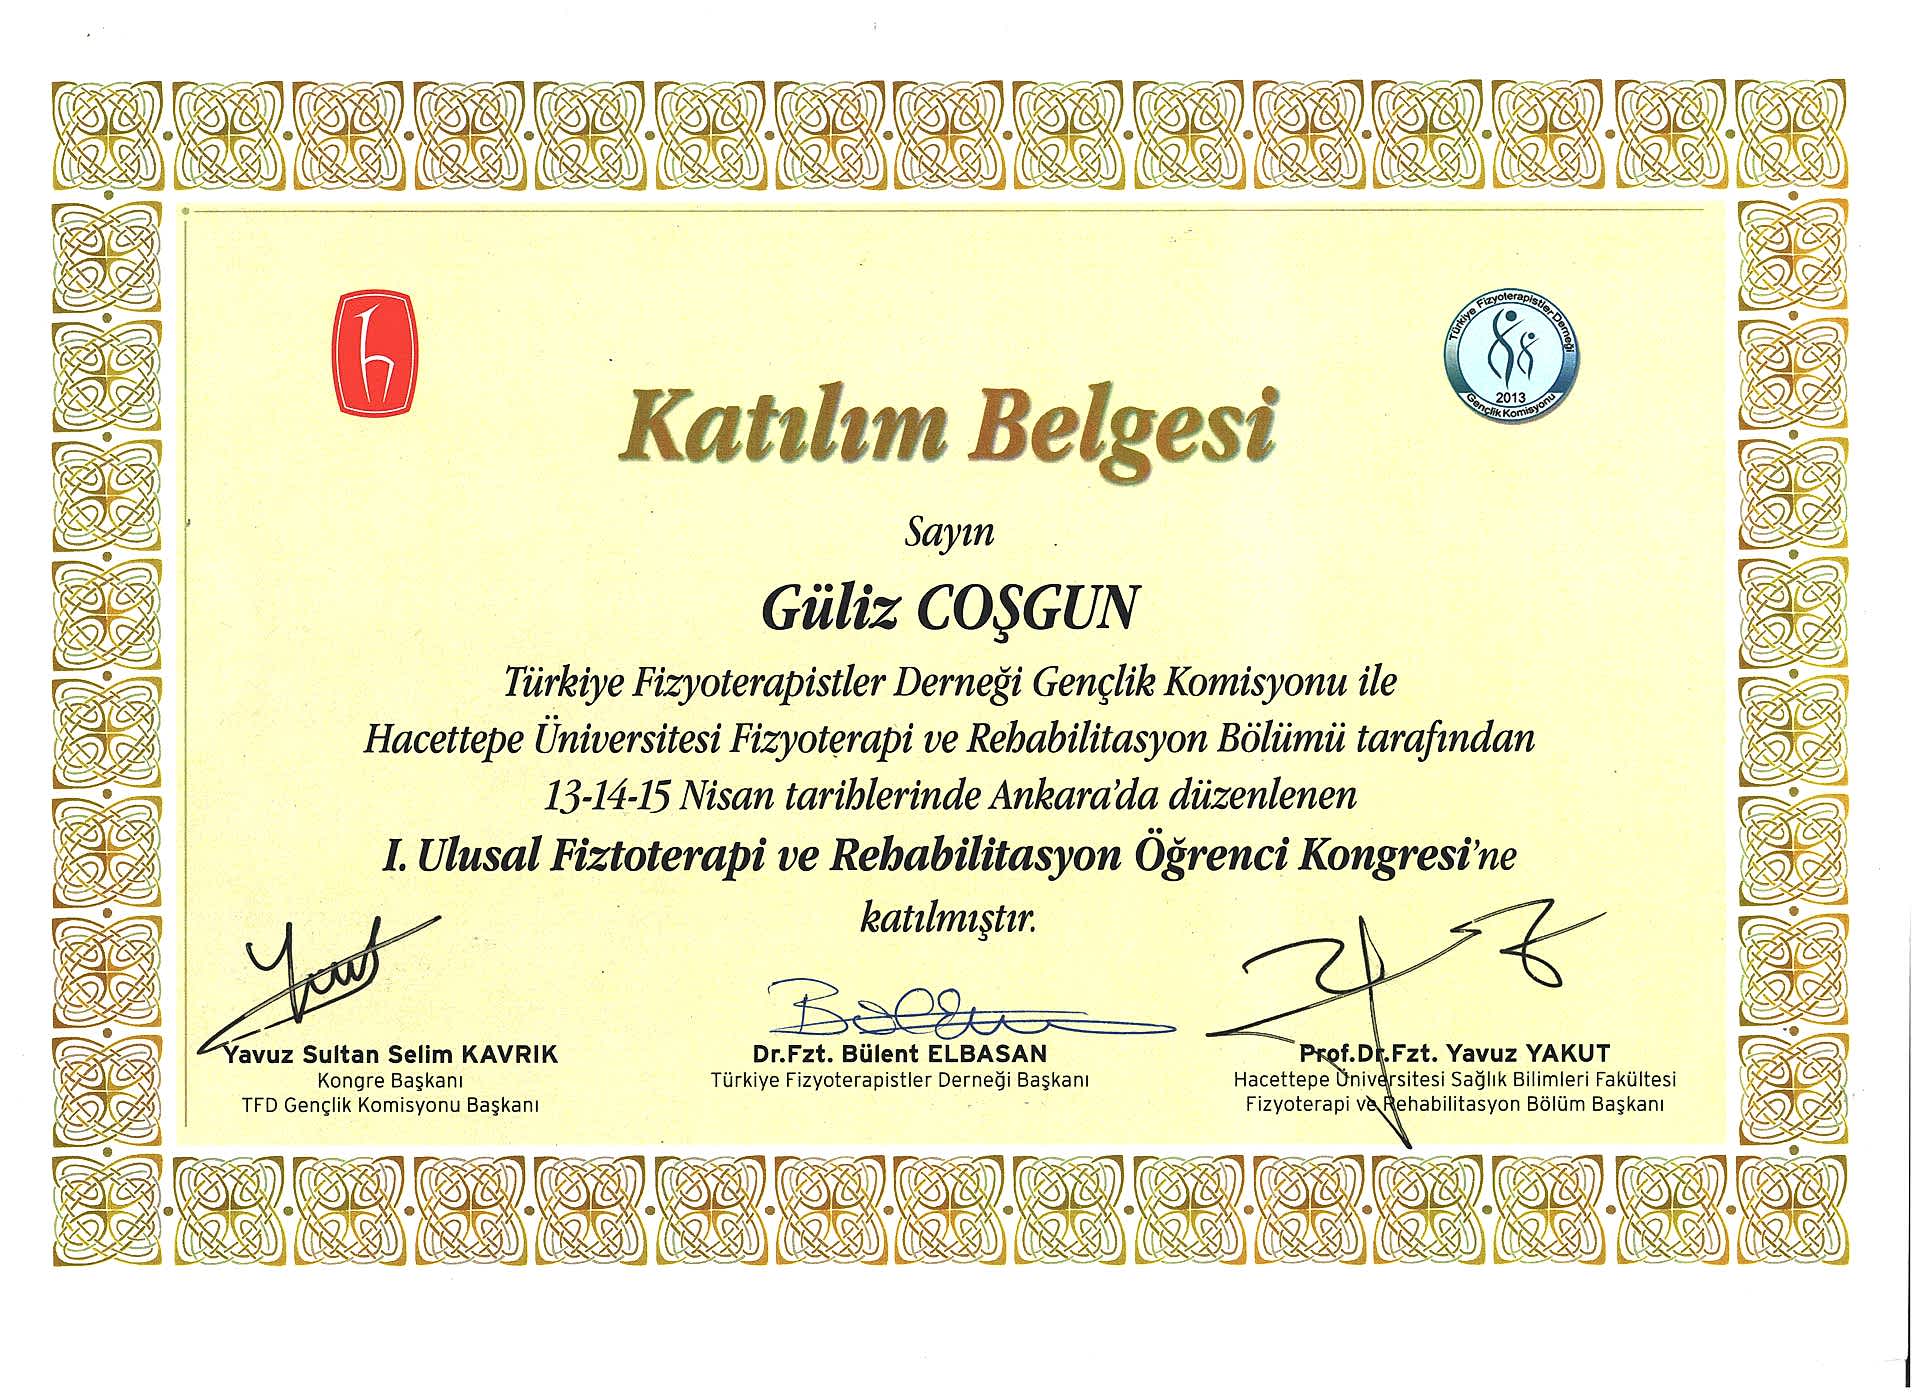 Türkiye Fizyoterapistler Derneği
2013
Gençlik Komisyonu
Katılım Belgesi
Sayın
Güliz COŞGUN
Türkiye Fizyoterapistler Derneği Gençlik Komisyonu ile
Hacettepe Üniversitesi Fizyoterapi ve Rehabilitasyon Bölümü tarafından
13-14-15 Nisan tarihlerinde Ankara'da düzenlenen
I. Ulusal Fiztoterapi ve Rehabilitasyon Öğrenci Kongresi'ne
katılmıştır.
Yavuz Sultan Selim KAVRIK
Kongre Başkanı
TFD Gençlik Komisyonu Başkanı
Dr.Fzt. Bülent ELBASAN
Türkiye Fizyoterapistler Derneği Başkanı
Prof.Dr.Fzt. Yavuz YAKUT
Hacettepe Üniversitesi Sağlık Bilimleri Fakültesi
Fizyoterapi ve Rehabilitasyon Bölüm Başkanı